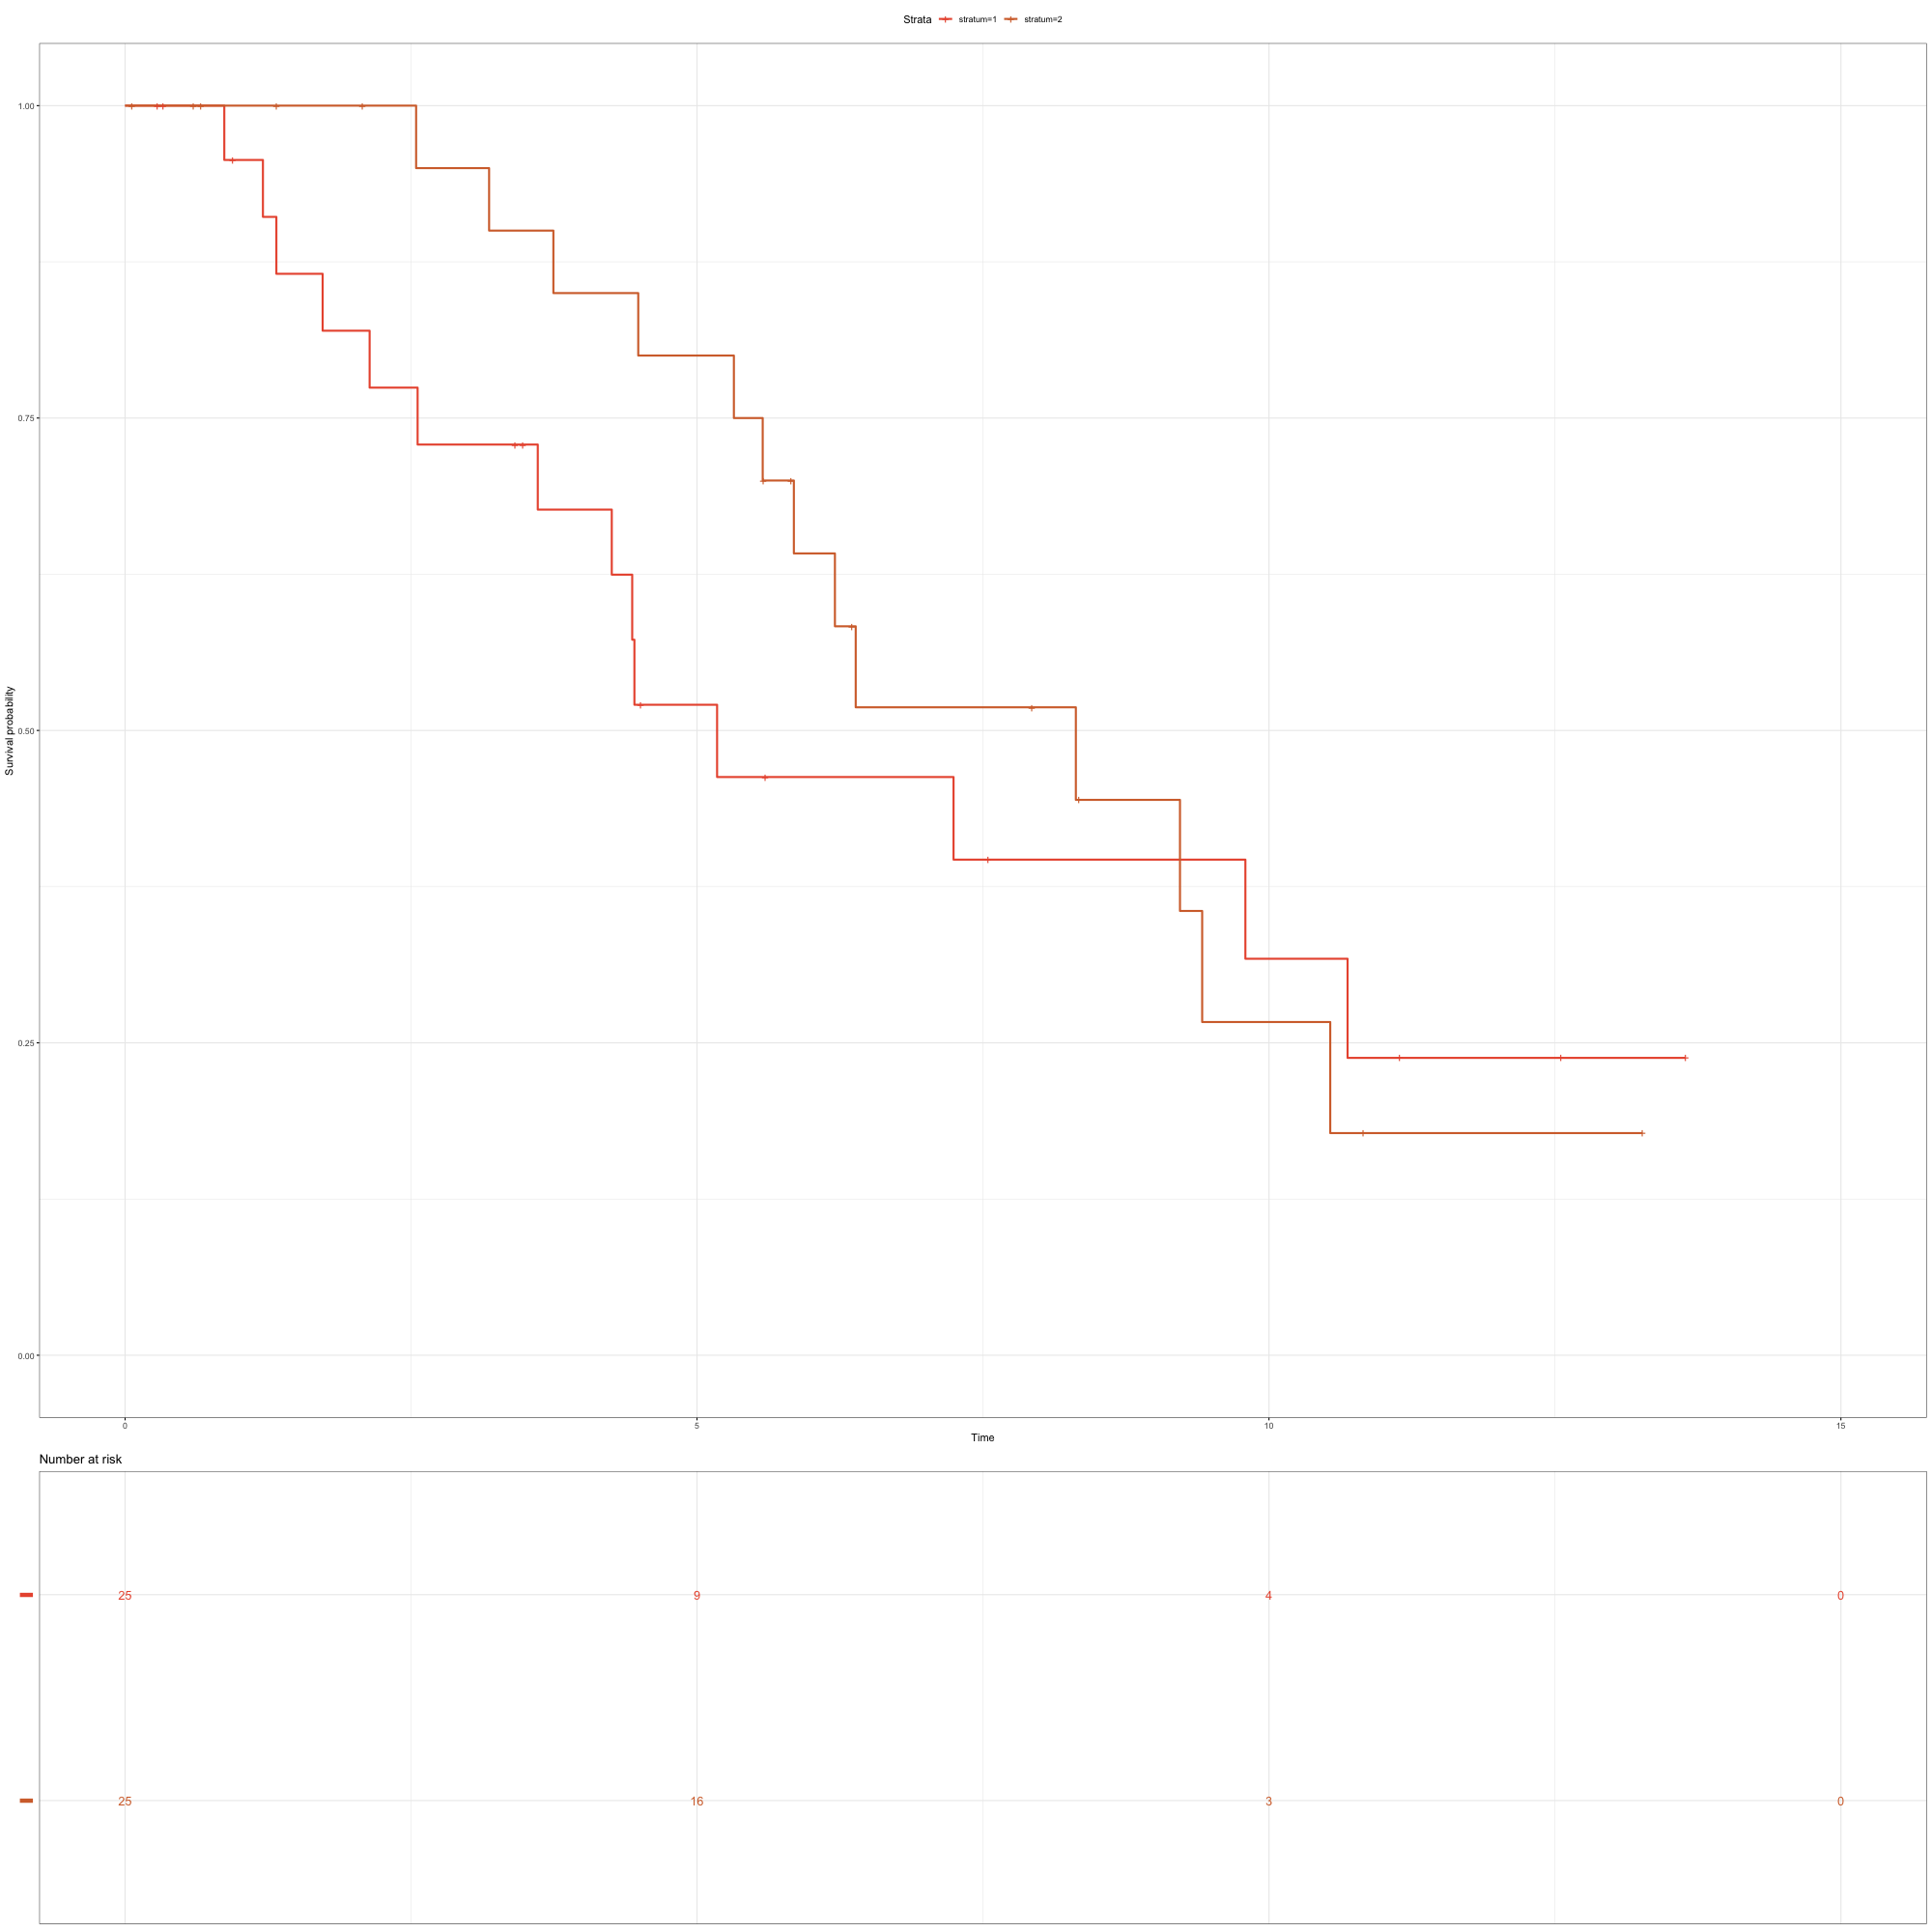 Strata stratum=1 stratum=2
1.00
0.75
0.50
0.25
0.00
Survival probability
0 5 10 15
Time
Number at risk
25 9 4 0
25 16 3 0